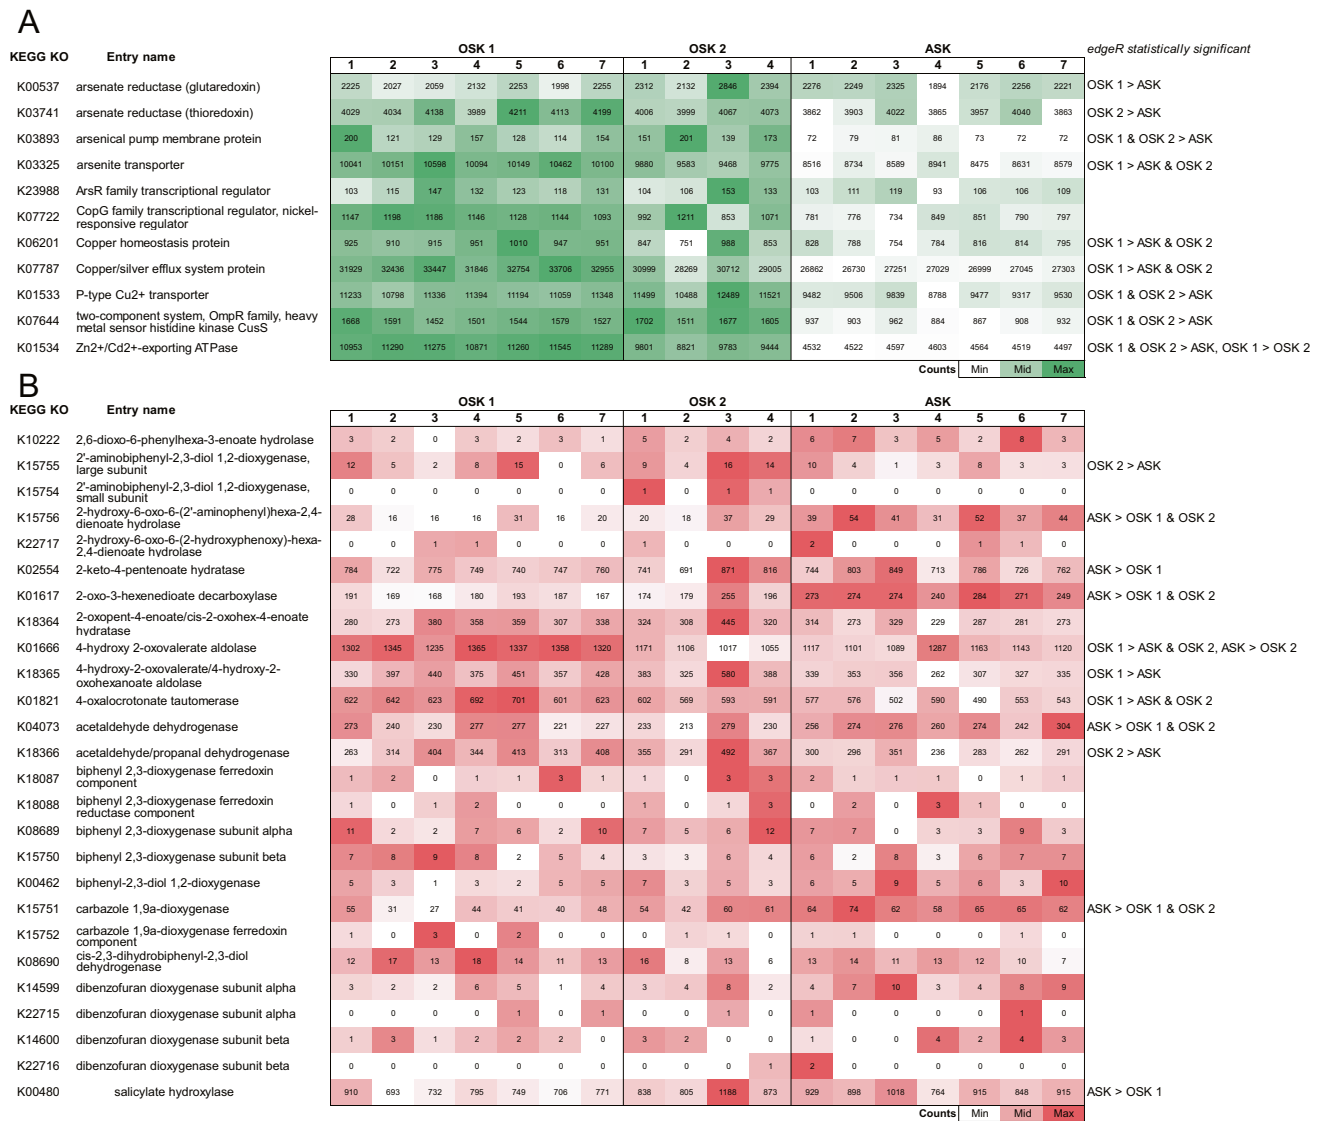 A
OSK 1 OSK 2 ASK edgeR statistically significant
KEGG KO Entry name 1 2 3 4 5 6 7 1 2 3 4 1 2 3 4 5 6 7
K00537 arsenate reductase (glutaredoxin) 2225 2027 2059 2132 2253 1998 2255 2312 2132 2846 2394 2276 2249 2325 1894 2176 2256 2221 OSK 1 > ASK
K03741 arsenate reductase (thioredoxin) 4029 4034 4138 3989 4211 4113 4199 4006 3999 4067 4073 3862 3903 4022 3865 3957 4040 3863 OSK 2 > ASK
K03893 arsenical pump membrane protein 200 121 129 157 128 114 154 151 201 139 173 72 79 81 86 73 72 72 OSK 1 & OSK 2 > ASK
K03325 arsenite transporter 10041 10151 10598 10094 10149 10462 10100 9880 9583 9468 9775 8516 8734 8589 8941 8475 8631 8579 OSK 1 > ASK & OSK 2
K23988 ArsR family transcriptional regulator 103 115 147 132 123 118 131 104 106 153 133 103 111 119 93 106 106 109
K07722 CopG family transcriptional regulator, nickel-
responsive regulator 1147 1198 1186 1146 1128 1144 1093 992 1211 853 1071 781 776 734 849 851 790 797
K06201 Copper homeostasis protein 925 910 915 951 1010 947 951 847 751 988 853 828 788 754 784 816 814 795 OSK 1 > ASK & OSK 2
K07787 Copper/silver efflux system protein 31929 32436 33447 31846 32754 33706 32955 30999 28269 30712 29005 26862 26730 27251 27029 26999 27045 27303 OSK 1 > ASK & OSK 2
K01533 P-type Cu2+ transporter 11233 10798 11336 11394 11194 11059 11348 11499 10488 12489 11521 9482 9506 9839 8788 9477 9317 9530 OSK 1 & OSK 2 > ASK
K07644 two-component system, OmpR family, heavy
metal sensor histidine kinase CusS 1668 1591 1452 1501 1544 1579 1527 1702 1511 1677 1605 937 903 962 884 867 908 932 OSK 1 & OSK 2 > ASK
K01534 Zn2+/Cd2+-exporting ATPase 10953 11290 11275 10871 11260 11545 11289 9801 8821 9783 9444 4532 4522 4597 4603 4564 4519 4497 OSK 1 & OSK 2 > ASK, OSK 1 > OSK 2
Counts Min Mid Max
B
OSK 1 OSK 2 ASK
KEGG KO Entry name 1 2 3 4 5 6 7 1 2 3 4 1 2 3 4 5 6 7
K10222 2,6-dioxo-6-phenylhexa-3-enoate hydrolase 3 2 0 3 2 3 1 5 2 4 2 6 7 3 5 2 8 3
K15755 2'-aminobiphenyl-2,3-diol 1,2-dioxygenase,
large subunit 12 5 2 8 15 0 6 9 4 16 14 10 4 1 3 8 3 3 OSK 2 > ASK
K15754 2'-aminobiphenyl-2,3-diol 1,2-dioxygenase,
small subunit 0 0 0 0 0 0 0 1 0 1 1 0 0 0 0 0 0 0
K15756 2-hydroxy-6-oxo-6-(2'-aminophenyl)hexa-2,4-
dienoate hydrolase 28 16 16 16 31 16 20 20 18 37 29 39 54 41 31 52 37 44 ASK > OSK 1 & OSK 2
K22717 2-hydroxy-6-oxo-6-(2-hydroxyphenoxy)-hexa-
2,4-dienoate hydrolase 0 0 1 1 0 0 0 1 0 0 0 2 0 0 0 1 1 0
K02554 2-keto-4-pentenoate hydratase 784 722 775 749 740 747 760 741 691 871 816 744 803 849 713 786 726 762 ASK > OSK 1
K01617 2-oxo-3-hexenedioate decarboxylase 191 169 168 180 193 187 167 174 179 255 196 273 274 274 240 284 271 249 ASK > OSK 1 & OSK 2
K18364 2-oxopent-4-enoate/cis-2-oxohex-4-enoate
hydratase 280 273 380 358 359 307 338 324 308 445 320 314 273 329 229 287 281 273
K01666 4-hydroxy 2-oxovalerate aldolase 1302 1345 1235 1365 1337 1358 1320 1171 1106 1017 1055 1117 1101 1089 1287 1163 1143 1120 OSK 1 > ASK & OSK 2, ASK > OSK 2
K18365 4-hydroxy-2-oxovalerate/4-hydroxy-2-
oxohexanoate aldolase 330 397 440 375 451 357 428 383 325 580 388 339 353 356 262 307 327 335 OSK 1 > ASK
K01821 4-oxalocrotonate tautomerase 622 642 623 692 701 601 623 602 569 593 591 577 576 502 590 490 553 543 OSK 1 > ASK & OSK 2
K04073 acetaldehyde dehydrogenase 273 240 230 277 277 221 227 233 213 279 230 256 274 276 260 274 242 304 ASK > OSK 1 & OSK 2
K18366 acetaldehyde/propanal dehydrogenase 263 314 404 344 413 313 408 355 291 492 367 300 296 351 236 283 262 291 OSK 2 > ASK
K18087 biphenyl 2,3-dioxygenase ferredoxin
component 1 2 0 1 1 3 1 1 0 3 3 2 1 1 1 0 1 1
K18088 biphenyl 2,3-dioxygenase ferredoxin
reductase component 1 0 1 2 0 0 0 1 0 1 3 0 2 0 3 1 0 0
K08689 biphenyl 2,3-dioxygenase subunit alpha 11 2 2 7 6 2 10 7 5 6 12 7 7 0 3 3 9 3
K15750 biphenyl 2,3-dioxygenase subunit beta 7 8 9 8 2 5 4 3 3 6 4 6 2 8 3 6 7 7
K00462 biphenyl-2,3-diol 1,2-dioxygenase 5 3 1 3 2 5 5 7 3 5 3 6 5 9 5 6 3 10
K15751 carbazole 1,9a-dioxygenase 55 31 27 44 41 40 48 54 42 60 61 64 74 62 58 65 65 62 ASK > OSK 1 & OSK 2
K15752 carbazole 1,9a-dioxygenase ferredoxin
component 1 0 3 0 2 0 0 0 1 1 0 1 1 0 0 0 1 0
K08690 cis-2,3-dihydrobiphenyl-2,3-diol
dehydrogenase 12 17 13 18 14 11 13 16 8 13 6 13 14 11 13 12 10 7
K14599 dibenzofuran dioxygenase subunit alpha 3 2 2 6 5 1 4 3 4 8 2 4 7 10 3 4 8 9
K22715 dibenzofuran dioxygenase subunit alpha 0 0 0 0 1 0 1 0 0 1 0 1 0 0 0 0 1 0
K14600 dibenzofuran dioxygenase subunit beta 1 3 1 2 2 2 0 3 2 0 0 1 0 0 4 2 4 3
K22716 dibenzofuran dioxygenase subunit beta 0 0 0 0 0 0 0 0 0 0 1 2 0 0 0 0 0 0
K00480 salicylate hydroxylase 910 693 732 795 749 706 771 838 805 1188 873 929 898 1018 764 915 848 915 ASK > OSK 1
Counts Min Mid Max